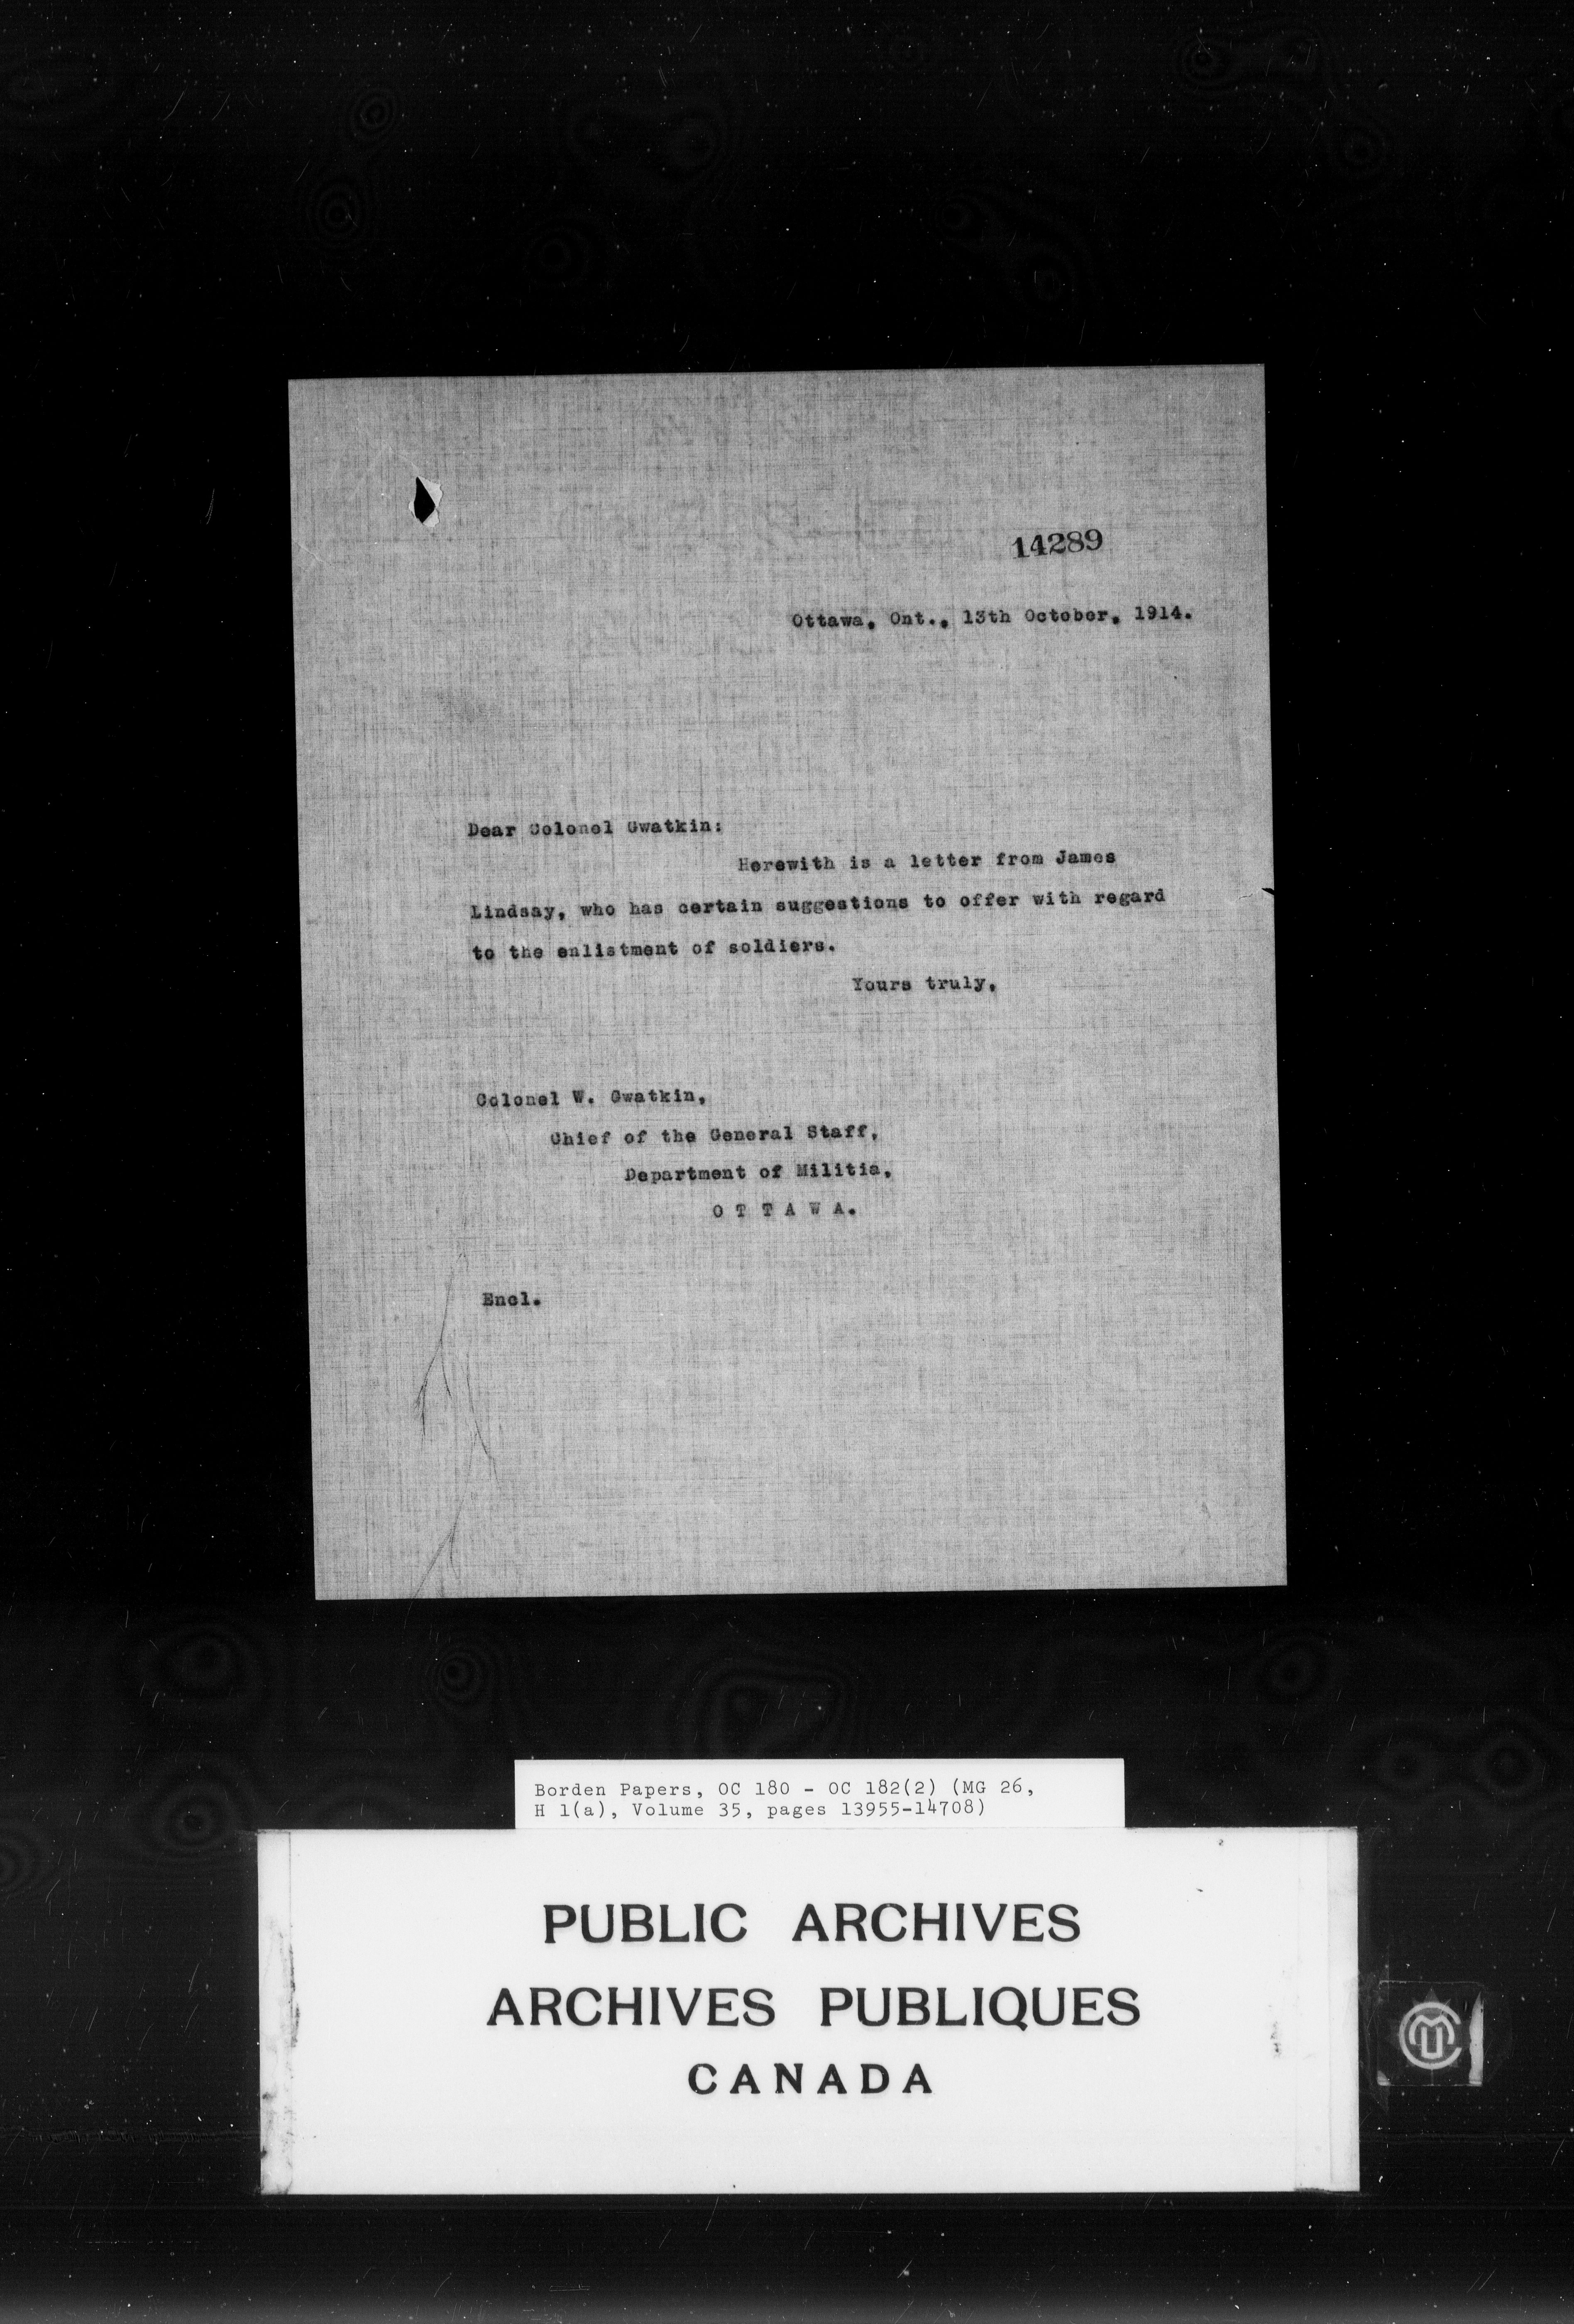 14289
Ottawa, Ont., 13th October, 1914.
Dear Colonel Gwatkin:
Herewith is a letter from James
Lindsay, who has certain suggestions to offer with regard
to the enlistment of soldiers.
Yours truly,
Colonel W. Gwatkin,
Chief of the General Staff,
Department of Militia,
O T T A W A.
Encl.
Borden Papers, OC 180 - OC 182(2) (MG 26,
H 1(a), Volume 35, pages 13955-14708)
PUBLIC ARCHIVES
ARCHIVES PUBLIQUES
CANADA